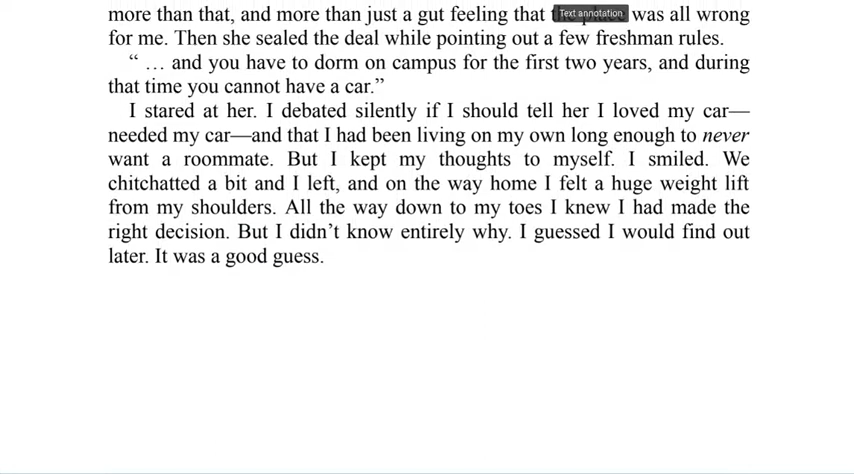 more than that, and more than just a gut feeling that was all wrong
Text annotation
for me. Then she sealed the deal while pointing out a few freshman rules.
“ … and you have to dorm on campus for the first two years, and during
that time you cannot have a car.”
I stared at her. I debated silently if I should tell her I loved my car—
needed my car—and that I had been living on my own long enough to never
want a roommate. But I kept my thoughts to myself. I smiled. We
chitchatted a bit and I left, and on the way home I felt a huge weight lift
from my shoulders. All the way down to my toes I knew I had made the
right decision. But I didn’t know entirely why. I guessed I would find out
later. It was a good guess.